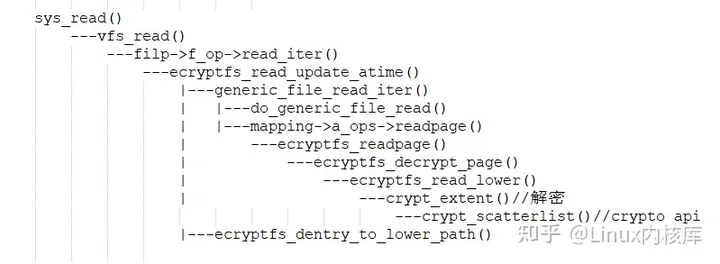 sys_read()
---vfs_read()
---filp->f_op->read_iter()
---ecryptfs_read_update_atime()
|---generic_file_read_iter()
| |---do_generic_file_read()
| |---mapping->a_ops->readpage()
| ---ecryptfs_readpage()
| ---ecryptfs_decrypt_page()
| ---ecryptfs_read_lower()
| ---crypt_extent()//解密
| ---crypt_scatterlist()//crypto api
|---ecryptfs_dentry_to_lower_path()
知乎 @Linux内核库